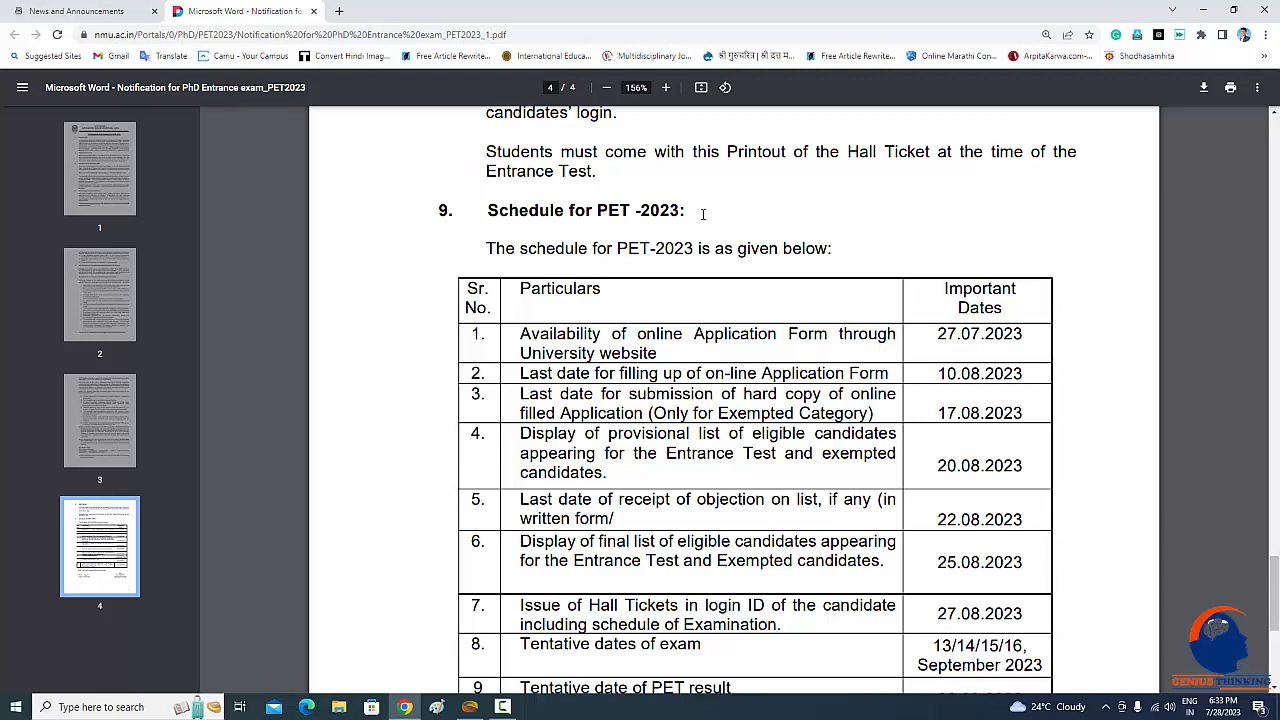 News and Announcements
Microsoft Word - Notification fo
nmu.ac.in/Portals/0/PhD/PET2023/Notification%20for%20PhD%20Entrance%20exam_PET2023_1.pdf
Suggested Sites
Gmail
Translate
Camu - Your Campus
Convert Hindi Imag...
Free Article Rewrite...
International Educo...
Multidisciplinary Jo...
श्री गुरुचरित्र | श्री दत्त म...
Free Article Rewrite...
Online Marathi Con...
ArpitaKarwa.com-...
Shodhasamhita
Microsoft Word - Notification for PhD Entrance exam_PET2023
4 / 4
156%
1
2
3
4
candidates' login.
Students must come with this Printout of the Hall Ticket at the time of the
Entrance Test.
9. Schedule for PET -2023:
The schedule for PET-2023 is as given below:
Sr. No. Particulars Important Dates
1. Availability of online Application Form through
University website 27.07.2023
2. Last date for filling up of on-line Application Form 10.08.2023
3. Last date for submission of hard copy of online
filled Application (Only for Exempted Category) 17.08.2023
4. Display of provisional list of eligible candidates
appearing for the Entrance Test and exempted
candidates. 20.08.2023
5. Last date of receipt of objection on list, if any (in
written form/ 22.08.2023
6. Display of final list of eligible candidates appearing
for the Entrance Test and Exempted candidates. 25.08.2023
7. Issue of Hall Tickets in login ID of the candidate
including schedule of Examination. 27.08.2023
8. Tentative dates of exam 13/14/15/16,
September 2023
9. Tentative date of PET result
GENIUS THINKING
Type here to search
24°C Cloudy
ENG
IN
6:33 PM
7/28/2023